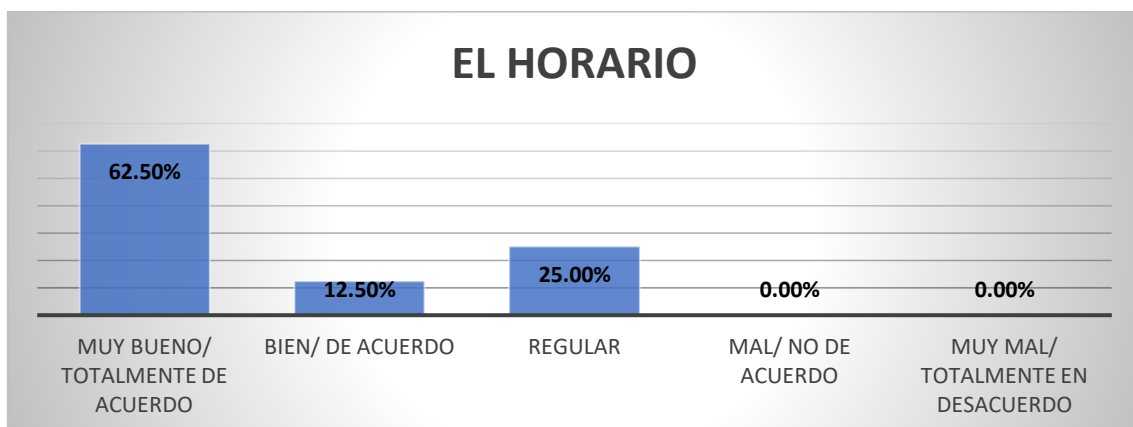 EL HORARIO
62.50%
12.50%
25.00%
0.00%
0.00%
MUY BUENO/
TOTALMENTE DE
ACUERDO
BIEN/ DE ACUERDO
REGULAR
MAL/ NO DE
ACUERDO
MUY MAL/
TOTALMENTE EN
DESACUERDO